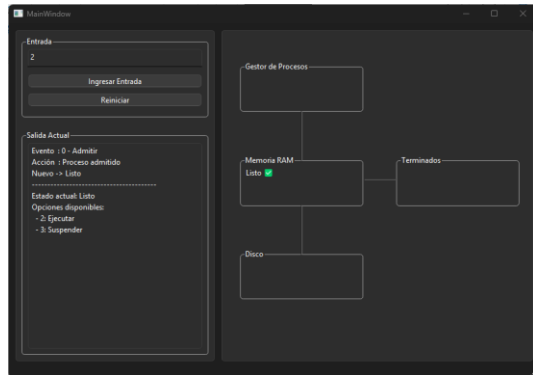 MainWindow
Entrada
2
Ingresar Entrada
Reiniciar
Salida Actual
Evento : 0 - Admitir
Acción : Proceso admitido
Nuevo -> Listo
----------------------------------------
Estado actual: Listo
Opciones disponibles:
- 2: Ejecutar
- 3: Suspender
Gestor de Procesos
Memoria RAM
Listo ✅
Terminados
Disco